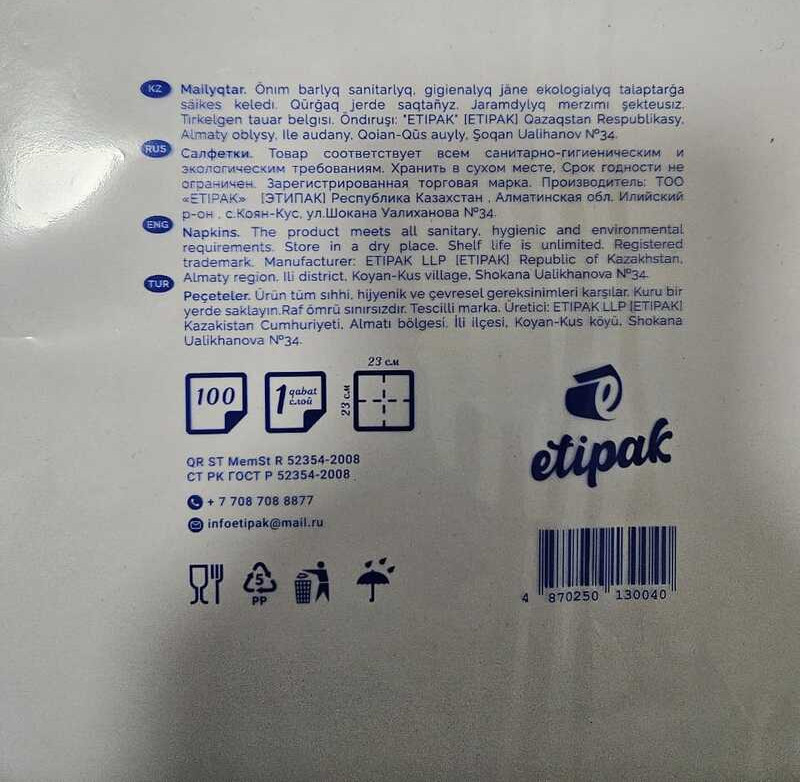 KZ
Mailyqtar. Önım barlyq sanitarlyq, gigienalyq jäne ekologialyq talaptarğa
säikes keledı. Qūrğaq jerde saqtañyz. Jaramdylyq merzımı şekteusız.
Tırkelgen tauar belgısı. Öndıruşı: "ETIPAK" [ETIPAK] Qazaqstan Respublikasy,
Almaty oblysy, Ile audany, Qoian-Qūs auyly, Şoqan Ualihanov №34.
RUS
Салфетки. Товар соответствует всем санитарно-гигиеническим и
экологическим требованиям. Хранить в сухом месте, Срок годности не
ограничен. Зарегистрированная торговая марка. Производитель: ТОО
«ETIPAK» [ЭТИПАК] Республика Казахстан , Алматинская обл. Илийский
р-он , с.Коян-Кус, ул.Шокана Уалиханова №34.
ENG
Napkins. The product meets all sanitary, hygienic and environmental
requirements. Store in a dry place. Shelf life is unlimited. Registered
trademark. Manufacturer: ETIPAK LLP [ETIPAK] Republic of Kazakhstan,
Almaty region. Ili district, Koyan-Kus village, Shokana Ualikhanova №34.
TUR
Peçeteler. Ürün tüm sıhhi, hijyenik ve çevresel gereksinimleri karşılar. Kuru bir
yerde saklayın.Raf ömrü sınırsızdır. Tescilli marka. Üretici: ETIPAK LLP [ETIPAK]
Kazakistan Cumhuriyeti. Almatı bölgesi. İli ilçesi, Koyan-Kus köyü, Shokana
Ualikhanova №34.
100
1 qabat
слой
23 см
23 см
etipak
QR ST MemSt R 52354-2008
СТ РК ГОСТ Р 52354-2008
+ 7 708 708 8877
infoetipak@mail.ru
5
PP
4 870250 130040